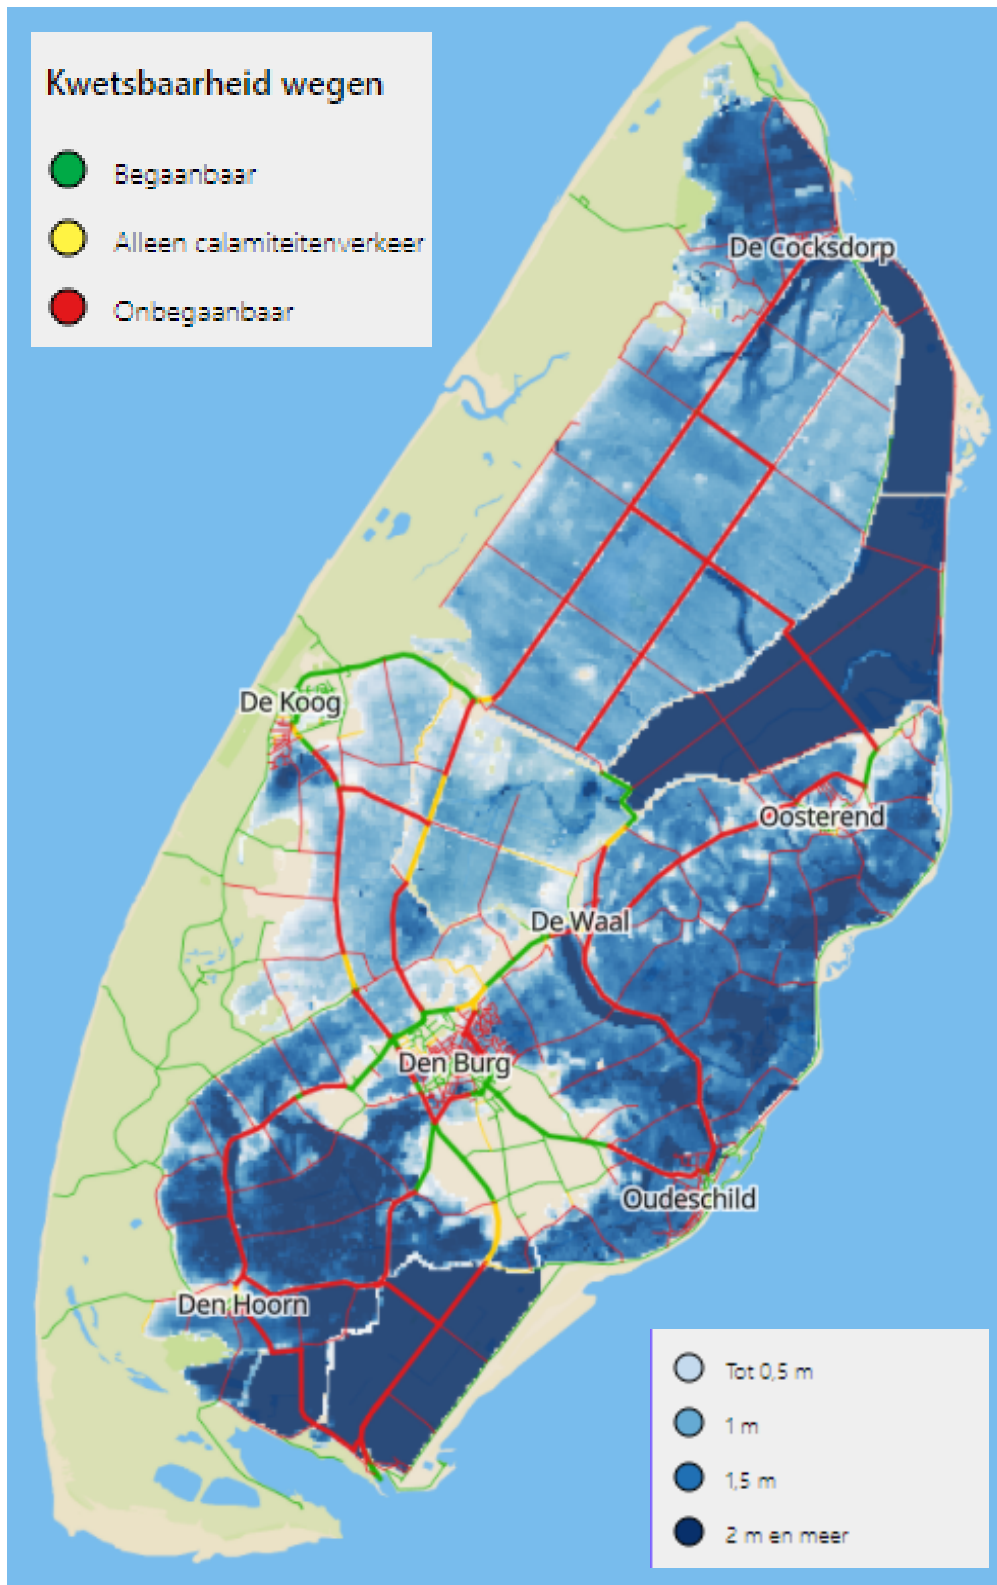 Kwetsbaarheid wegen
Begaanbaar
Alleen calamiteitenverkeer
Onbegaanbaar
De Cocksdorp
De Koog
Oosterend
De Waal
Den Burg
Oudeschild
Den Hoorn
Tot 0,5 m
1 m
1,5 m
2 m en meer